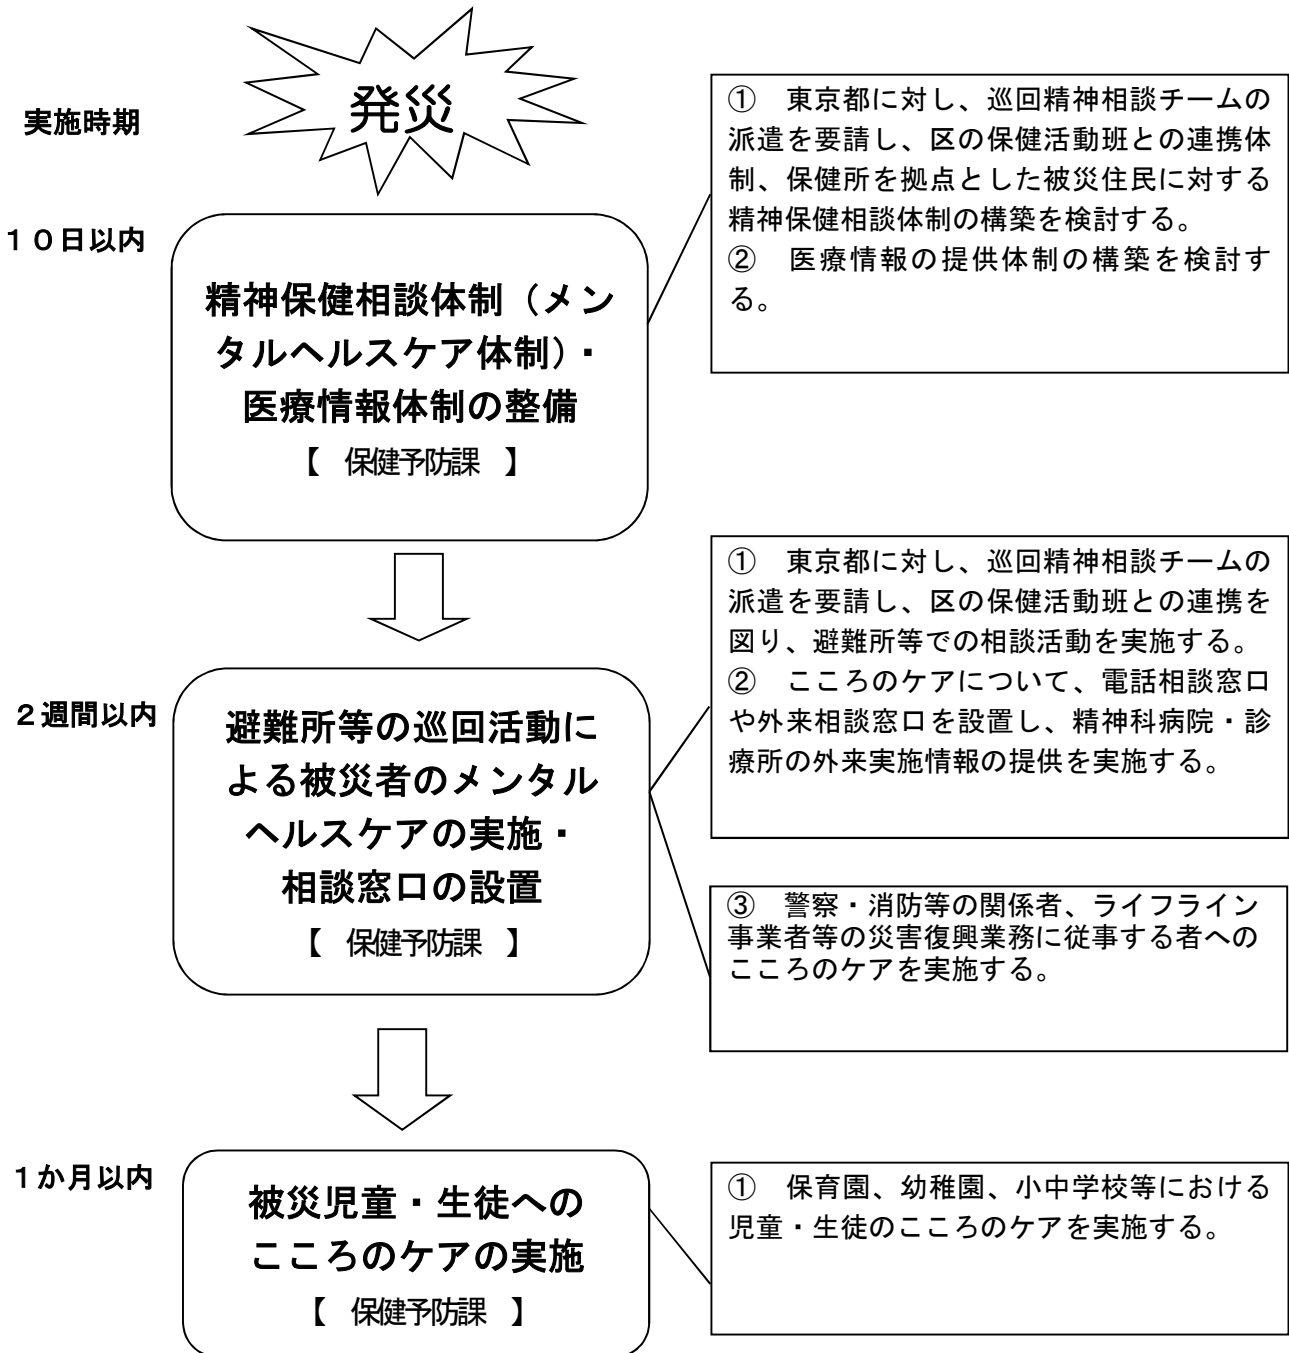 発災
実施時期
① 東京都に対し、巡回精神相談チームの
派遣を要請し、区の保健活動班との連携体
制、保健所を拠点とした被災住民に対する
精神保健相談体制の構築を検討する。
② 医療情報の提供体制の構築を検討す
る。
10日以内
精神保健相談体制（メン
タルヘルスケア体制）・
医療情報体制の整備
【 保健予防課 】
① 東京都に対し、巡回精神相談チームの
派遣を要請し、区の保健活動班との連携を
図り、避難所等での相談活動を実施する。
② こころのケアについて、電話相談窓口
や外来相談窓口を設置し、精神科病院・診
療所の外来実施情報の提供を実施する。
2週間以内
避難所等の巡回活動に
よる被災者のメンタル
ヘルスケアの実施・
相談窓口の設置
【 保健予防課 】
③ 警察・消防等の関係者、ライフライン
事業者等の災害復興業務に従事する者への
こころのケアを実施する。
1か月以内
被災児童・生徒への
こころのケアの実施
【 保健予防課 】
① 保育園、幼稚園、小中学校等における
児童・生徒のこころのケアを実施する。